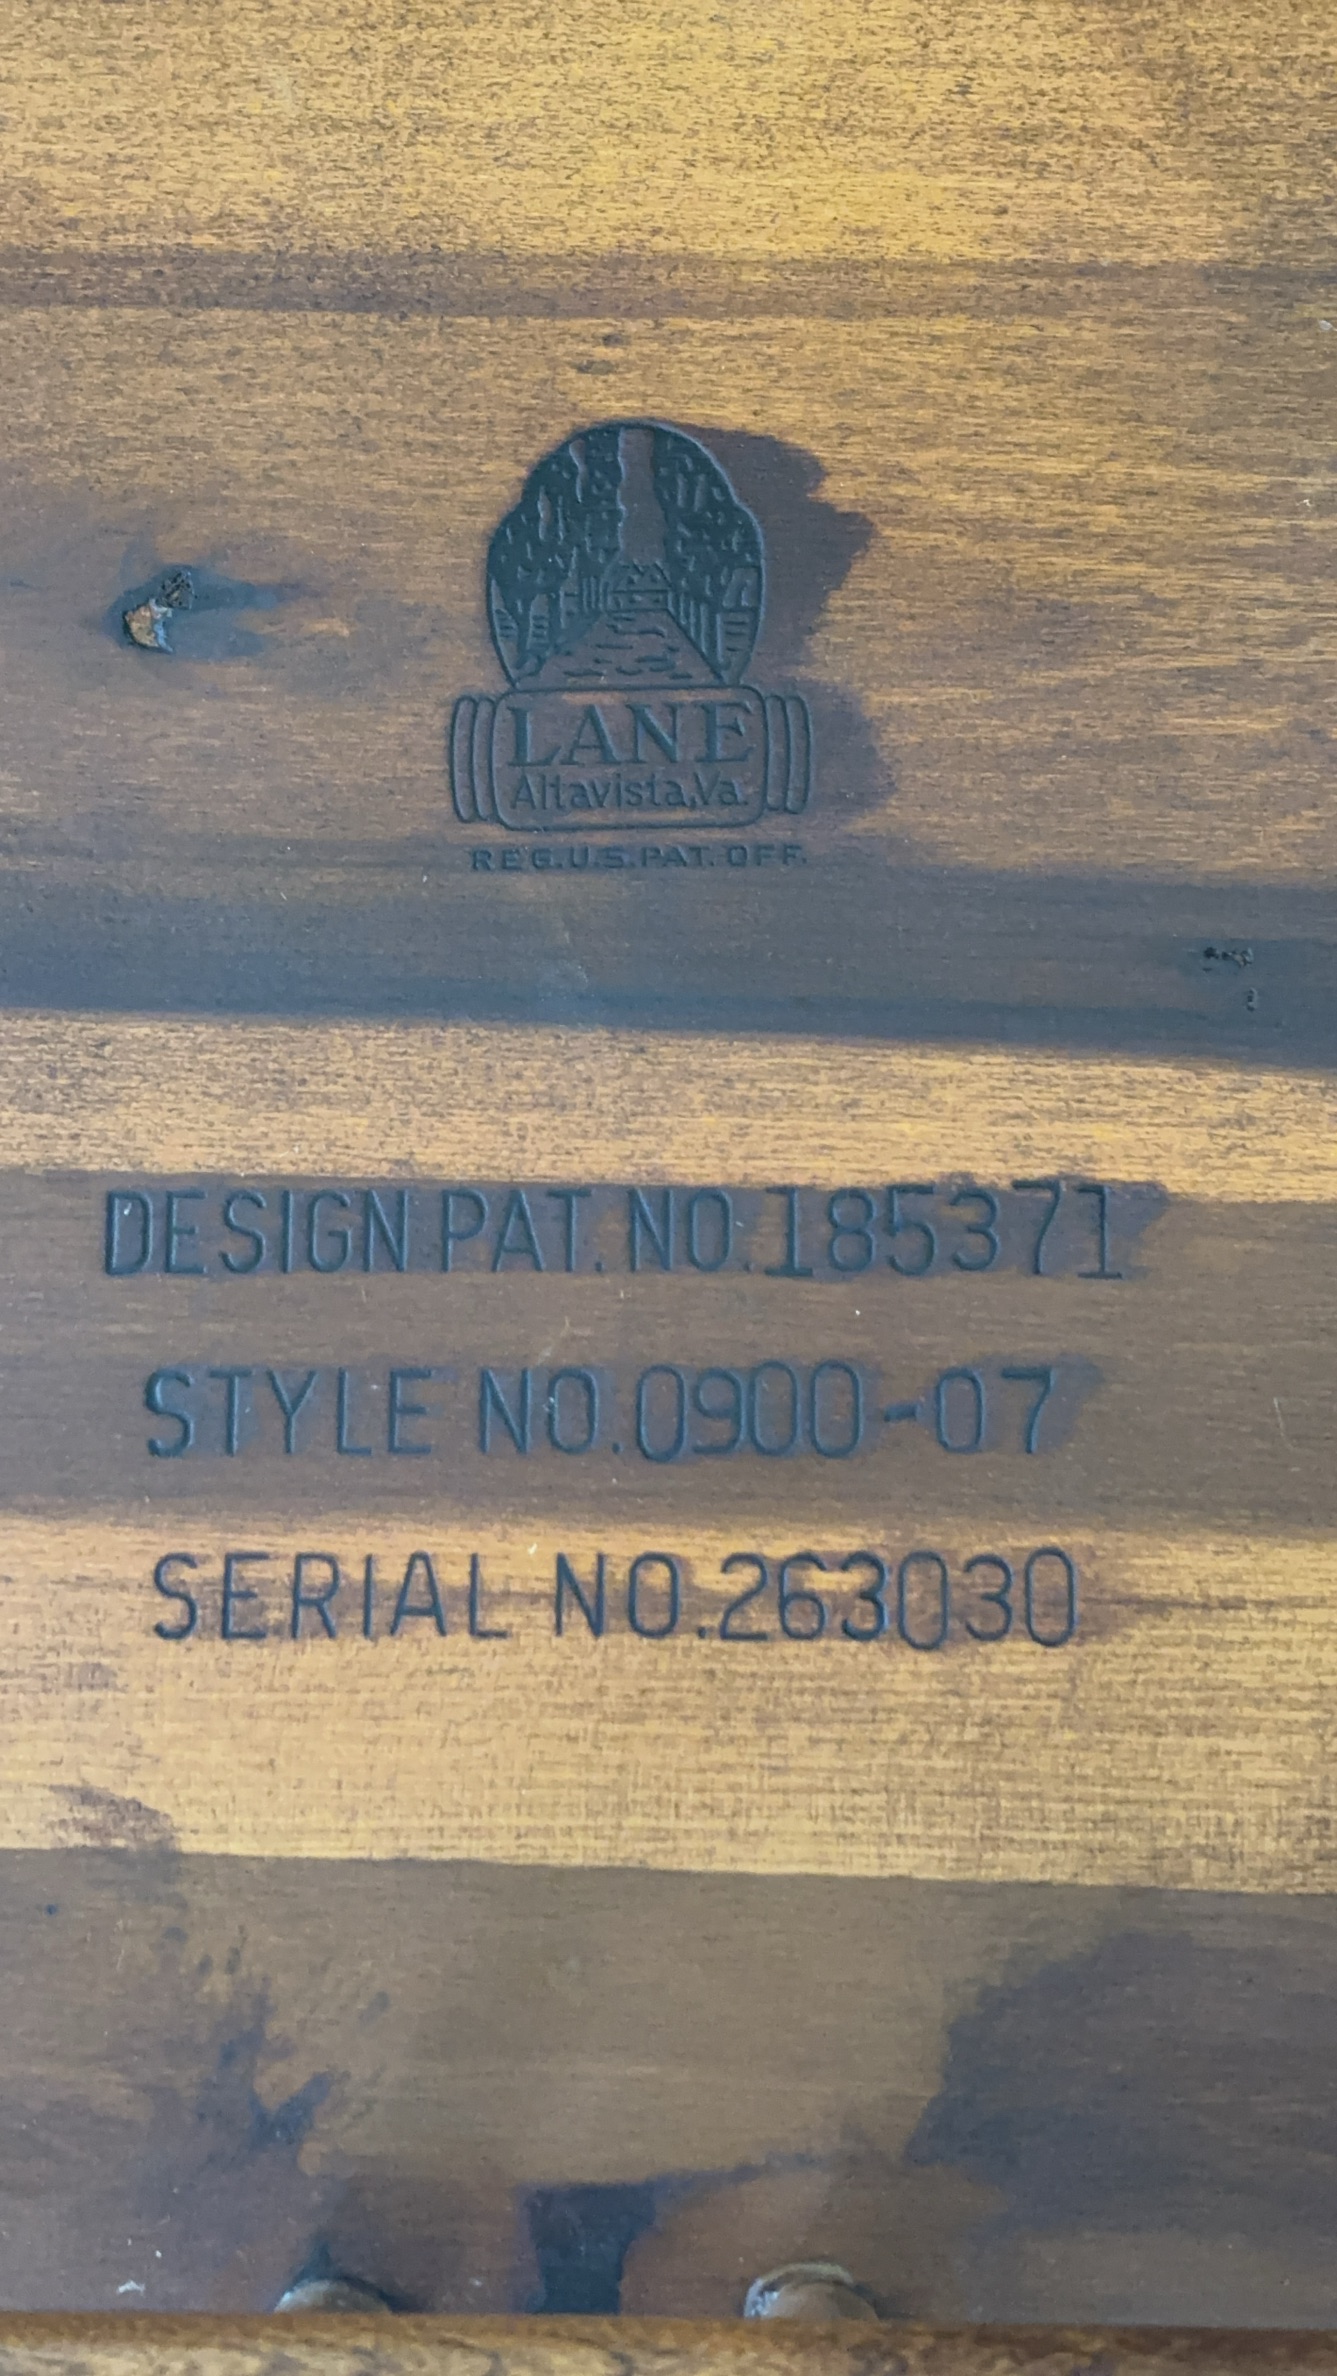 LANE
Altavista, Va.
REG. U.S. PAT. OFF.
DESIGN PAT. NO. 185371
STYLE NO. 0900-07
SERIAL NO. 263030